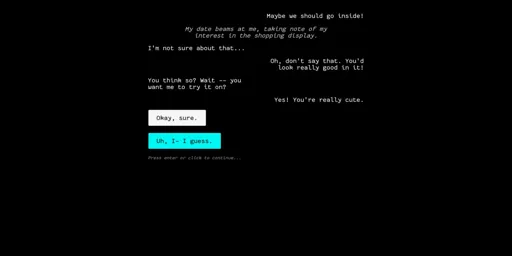 Maybe we should go inside!
My date beams at me, taking note of my
interest in the shopping display.
I'm not sure about that...
Oh, don't say that. You'd
look really good in it!
You think so? Wait -- you
want me to try it on?
Yes! You're really cute.
Okay, sure.
Uh, I- I guess.
Press enter or click to continue...